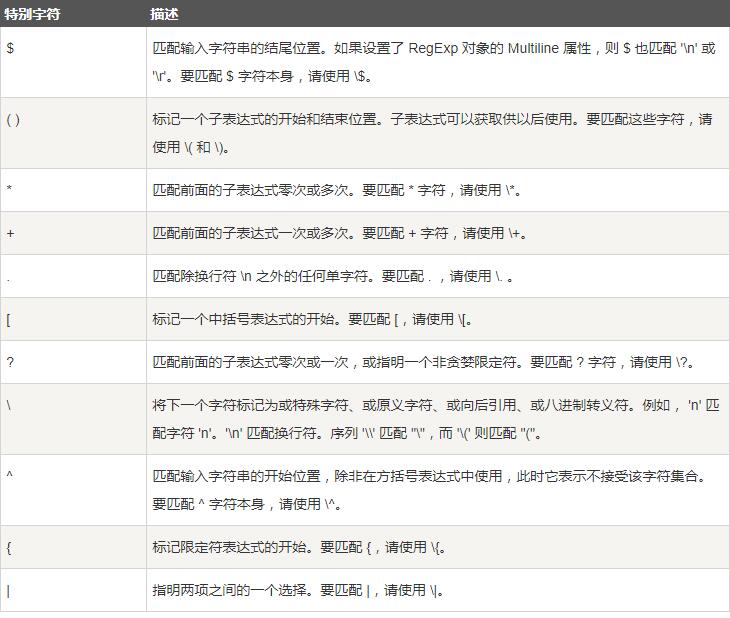 特别字符 描述
$ 匹配输入字符串的结尾位置。如果设置了 RegExp 对象的 Multiline 属性，则 $ 也匹配 '\n' 或
'\r'。要匹配 $ 字符本身，请使用 \$。
( ) 标记一个子表达式的开始和结束位置。子表达式可以获取供以后使用。要匹配这些字符，请
使用 \( 和 \)。
* 匹配前面的子表达式零次或多次。要匹配 * 字符，请使用 \*。
+ 匹配前面的子表达式一次或多次。要匹配 + 字符，请使用 \+。
. 匹配除换行符 \n 之外的任何单字符。要匹配 . ，请使用 \. 。
[ 标记一个中括号表达式的开始。要匹配 [，请使用 \[。
? 匹配前面的子表达式零次或一次，或指明一个非贪婪限定符。要匹配 ? 字符，请使用 \?。
\ 将下一个字符标记为或特殊字符、或原义字符、或向后引用、或八进制转义符。例如， 'n' 匹
配字符 'n'。'\n' 匹配换行符。序列 '\\' 匹配 "\"，而 '\(' 则匹配 "("。
^ 匹配输入字符串的开始位置，除非在方括号表达式中使用，此时它表示不接受该字符集合。
要匹配 ^ 字符本身，请使用 \^。
{ 标记限定符表达式的开始。要匹配 {，请使用 \{。
| 指明两项之间的一个选择。要匹配 |，请使用 \|。